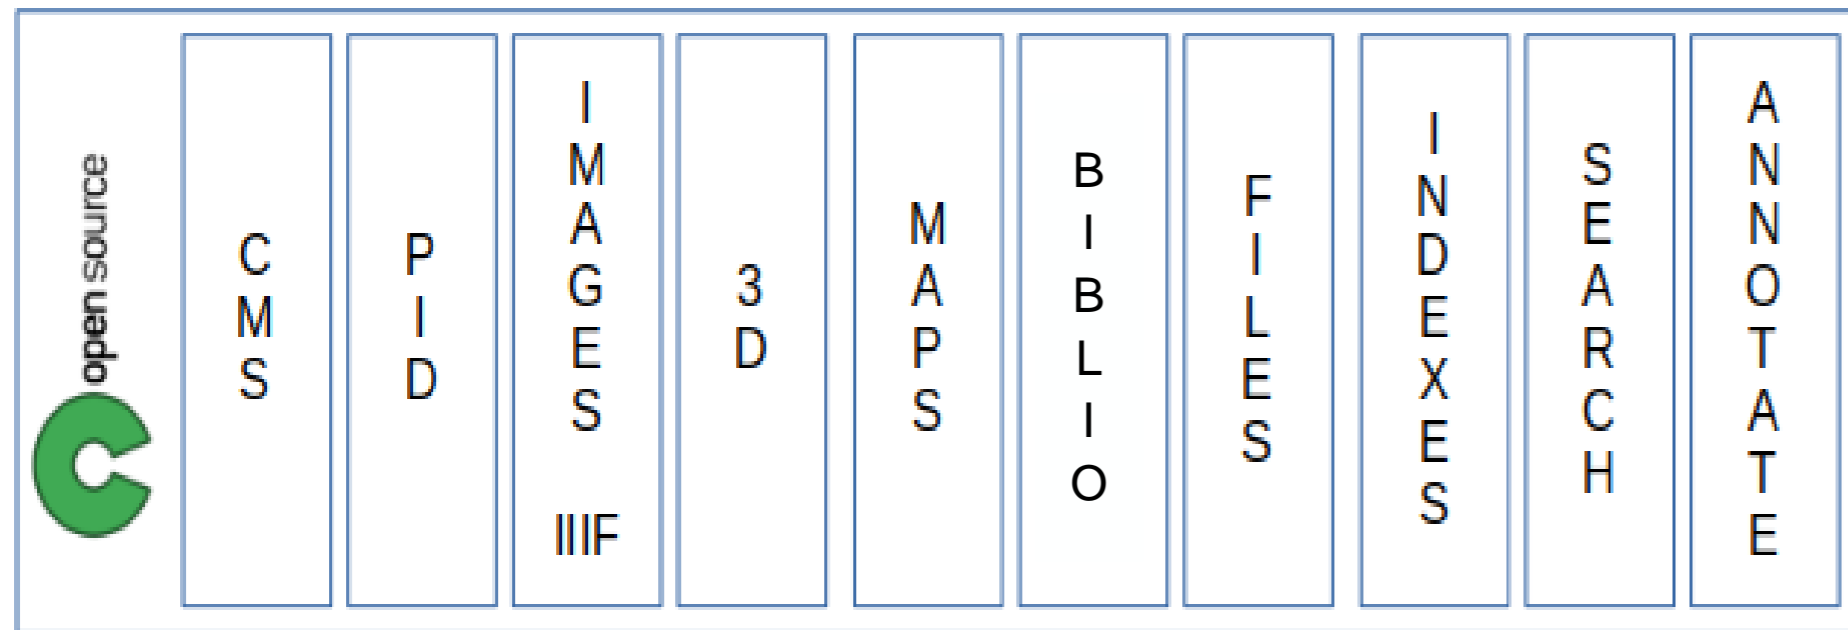 open source
CMS
PID
IMAGES
IIIF
3D
MAPS
BIBLIO
FILES
INDEXES
SEARCH
ANNOTATE